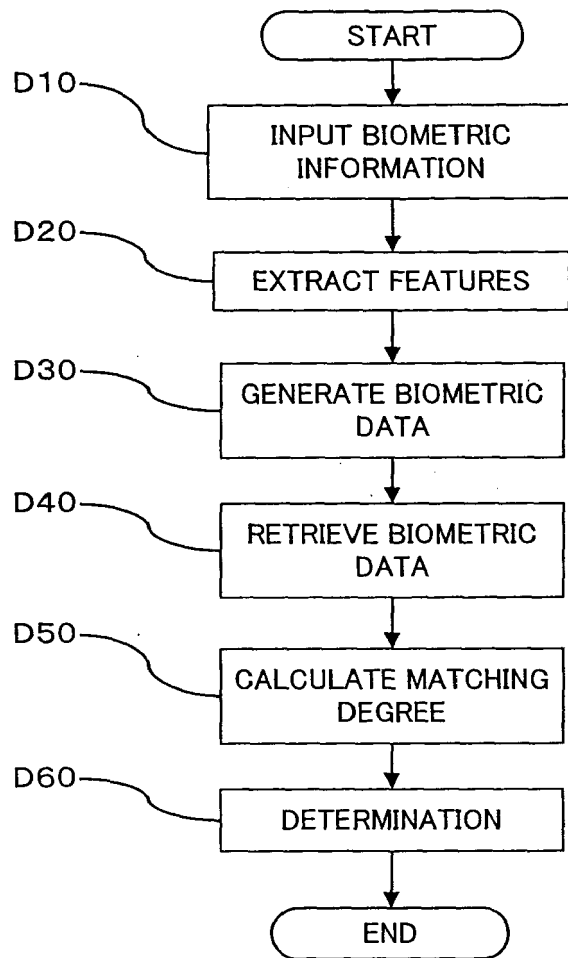 START
D10
INPUT BIOMETRIC
INFORMATION
D20
EXTRACT FEATURES
D30
GENERATE BIOMETRIC
DATA
D40
RETRIEVE BIOMETRIC
DATA
D50
CALCULATE MATCHING
DEGREE
D60
DETERMINATION
END